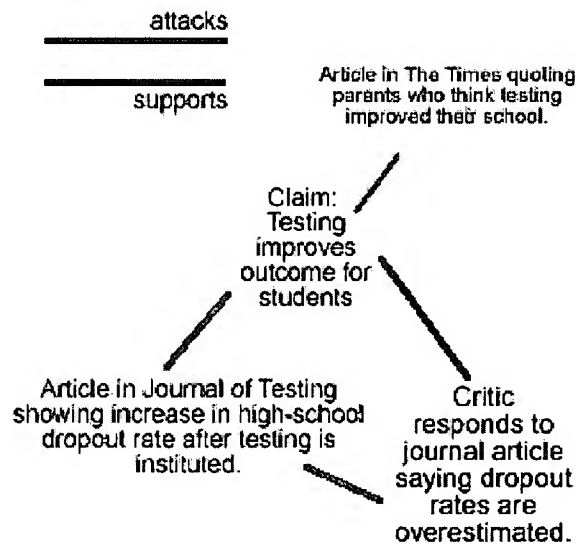 attacks
supports
Article in The Times quoting
parents who think testing
improved their school.
Claim:
Testing
improves
outcome for
students
Article in Journal of Testing
showing increase in high-school
dropout rate after testing is
instituted.
Critic
responds to
journal article
saying dropout
rates are
overestimated.